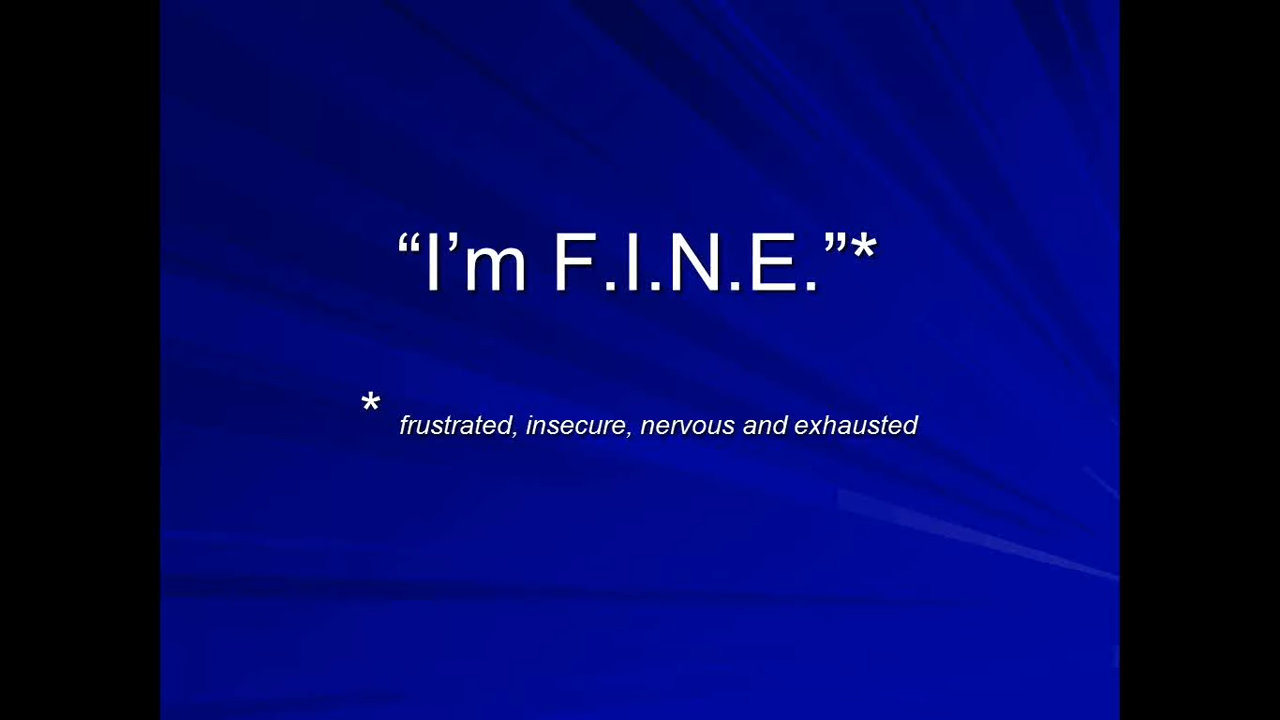 “I’m F.I.N.E.”*
* frustrated, insecure, nervous and exhausted